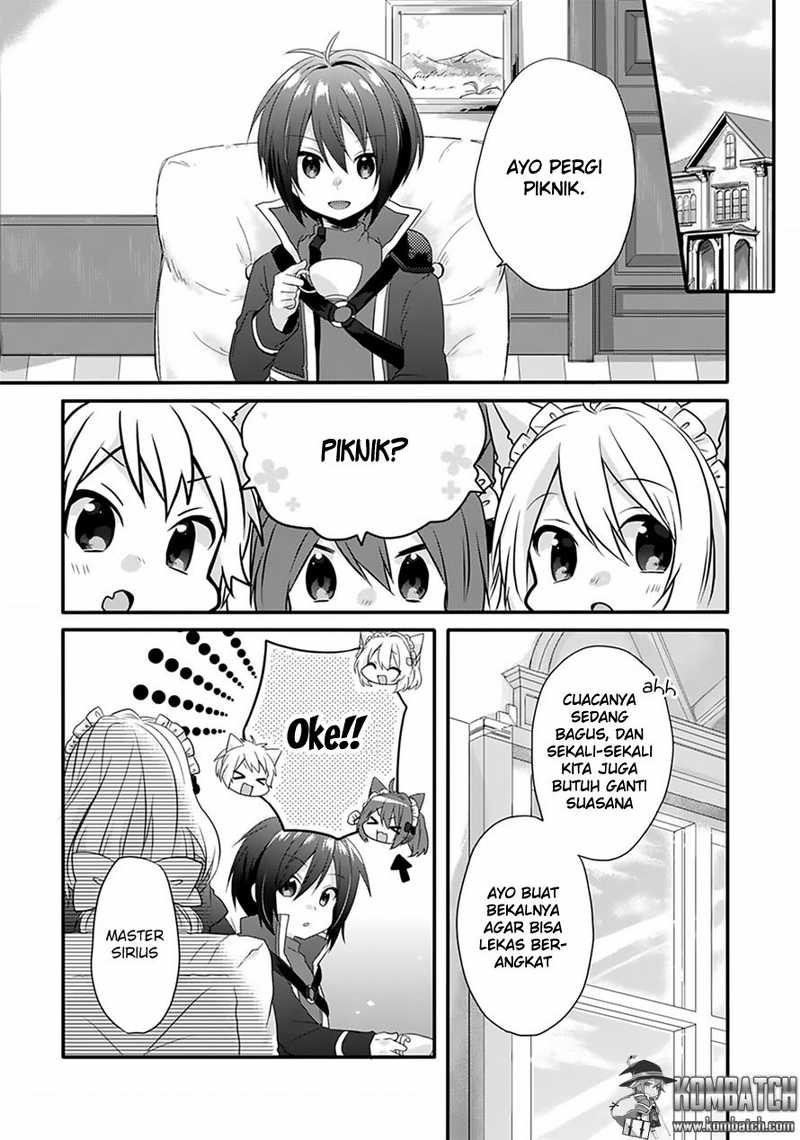 AYO PERGI
PIKNIK.
PIKNIK?
ahh
CUACANYA
SEDANG
BAGUS, DAN
SEKALI-SEKALI
KITA JUGA
BUTUH GANTI
SUASANA
AYO BUAT
BEKALNYA
AGAR BISA
LEKAS BER-
ANGKAT
Oke!!
MASTER
SIRIUS
KOMBATCH
www.kombatch.com